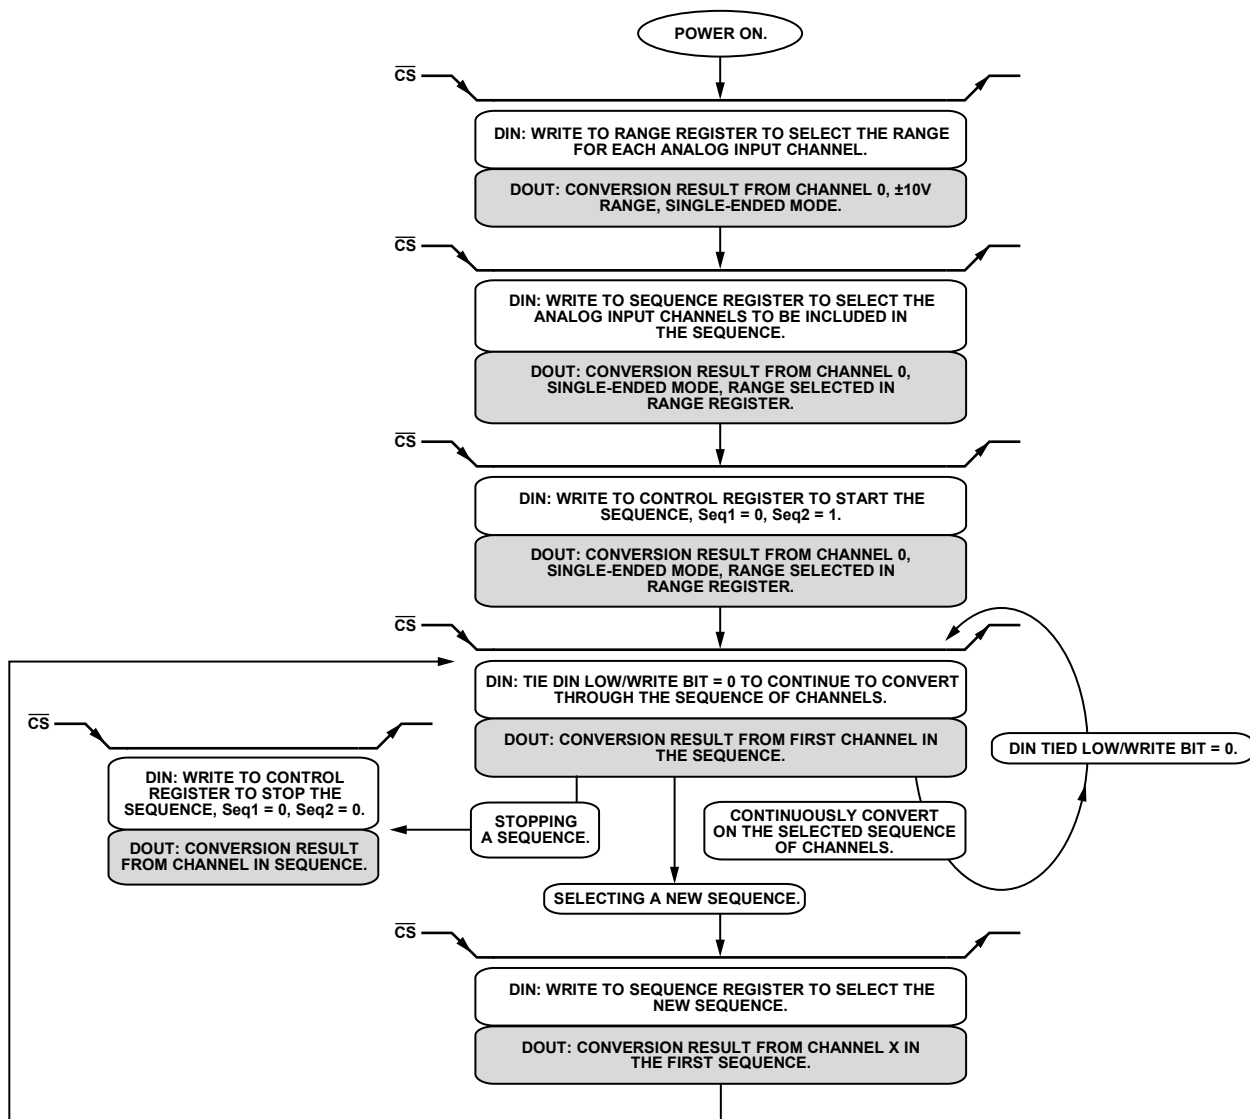 POWER ON.
CS
DIN: WRITE TO RANGE REGISTER TO SELECT THE RANGE
FOR EACH ANALOG INPUT CHANNEL.
DOUT: CONVERSION RESULT FROM CHANNEL 0, ±10V
RANGE, SINGLE-ENDED MODE.
CS
DIN: WRITE TO SEQUENCE REGISTER TO SELECT THE
ANALOG INPUT CHANNELS TO BE INCLUDED IN
THE SEQUENCE.
DOUT: CONVERSION RESULT FROM CHANNEL 0,
SINGLE-ENDED MODE, RANGE SELECTED IN
RANGE REGISTER.
CS
DIN: WRITE TO CONTROL REGISTER TO START THE
SEQUENCE, Seq1 = 0, Seq2 = 1.
DOUT: CONVERSION RESULT FROM CHANNEL 0,
SINGLE-ENDED MODE, RANGE SELECTED IN
RANGE REGISTER.
CS
DIN: TIE DIN LOW/WRITE BIT = 0 TO CONTINUE TO CONVERT
THROUGH THE SEQUENCE OF CHANNELS.
DOUT: CONVERSION RESULT FROM FIRST CHANNEL IN
THE SEQUENCE.
DIN TIED LOW/WRITE BIT = 0.
CS
DIN: WRITE TO CONTROL
REGISTER TO STOP THE
SEQUENCE, Seq1 = 0, Seq2 = 0.
DOUT: CONVERSION RESULT
FROM CHANNEL IN SEQUENCE.
STOPPING
A SEQUENCE.
CONTINUOUSLY CONVERT
ON THE SELECTED SEQUENCE
OF CHANNELS.
SELECTING A NEW SEQUENCE.
CS
DIN: WRITE TO SEQUENCE REGISTER TO SELECT THE
NEW SEQUENCE.
DOUT: CONVERSION RESULT FROM CHANNEL X IN
THE FIRST SEQUENCE.